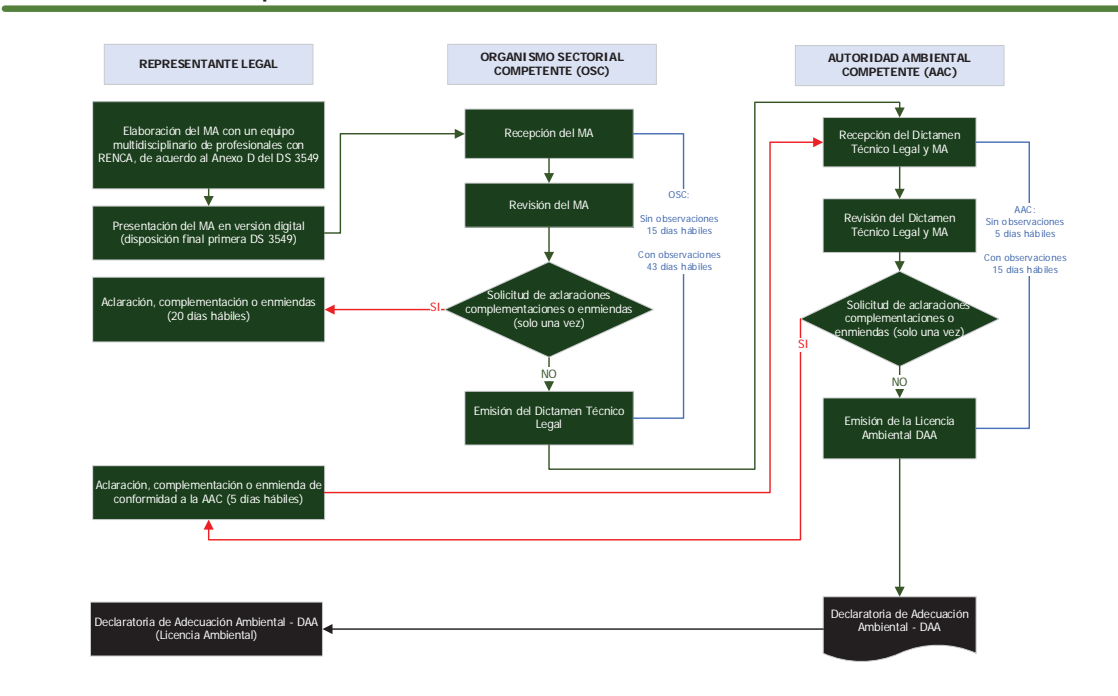 REPRESENTANTE LEGAL
ORGANISMO SECTORIAL
COMPETENTE (OSC)
AUTORIDAD AMBIENTAL
COMPETENTE (AAC)
Elaboración del MA con un equipo
multidisciplinario de profesionales con
RENCA, de acuerdo al Anexo D del DS 3549
Presentación del MA en versión digital
(disposición final primera DS 3549)
Aclaración, complementación o enmiendas
(20 días hábiles)
Recepción del MA
Revisión del MA
Solicitud de aclaraciones
complementaciones o enmiendas
(solo una vez)
SI
NO
Emisión del Dictamen Técnico
Legal
OSC:
Sin observaciones
15 días hábiles
Con observaciones
43 días hábiles
Recepción del Dictamen
Técnico Legal y MA
Revisión del Dictamen
Técnico Legal y MA
Solicitud de aclaraciones
complementaciones o
enmiendas (solo una vez)
SI
NO
Emisión de la Licencia
Ambiental DAA
AAC:
Sin observaciones
5 días hábiles
Con observaciones
15 días hábiles
Aclaración, complementación o enmienda de
conformidad a la AAC (5 días hábiles)
Declaratoria de Adecuación Ambiental - DAA
(Licencia Ambiental)
Declaratoria de Adecuación
Ambiental - DAA